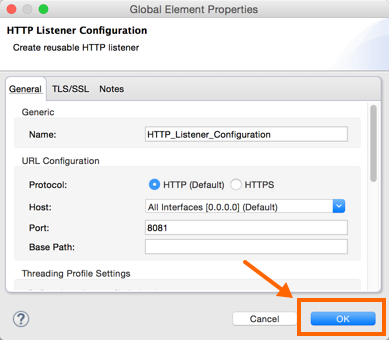 Global Element Properties
HTTP Listener Configuration
Create reusable HTTP listener
General TLS/SSL Notes
Generic
Name: HTTP_Listener_Configuration
URL Configuration
Protocol: HTTP (Default) HTTPS
Host: All Interfaces [0.0.0.0] (Default)
Port: 8081
Base Path:
Threading Profile Settings
? Cancel OK